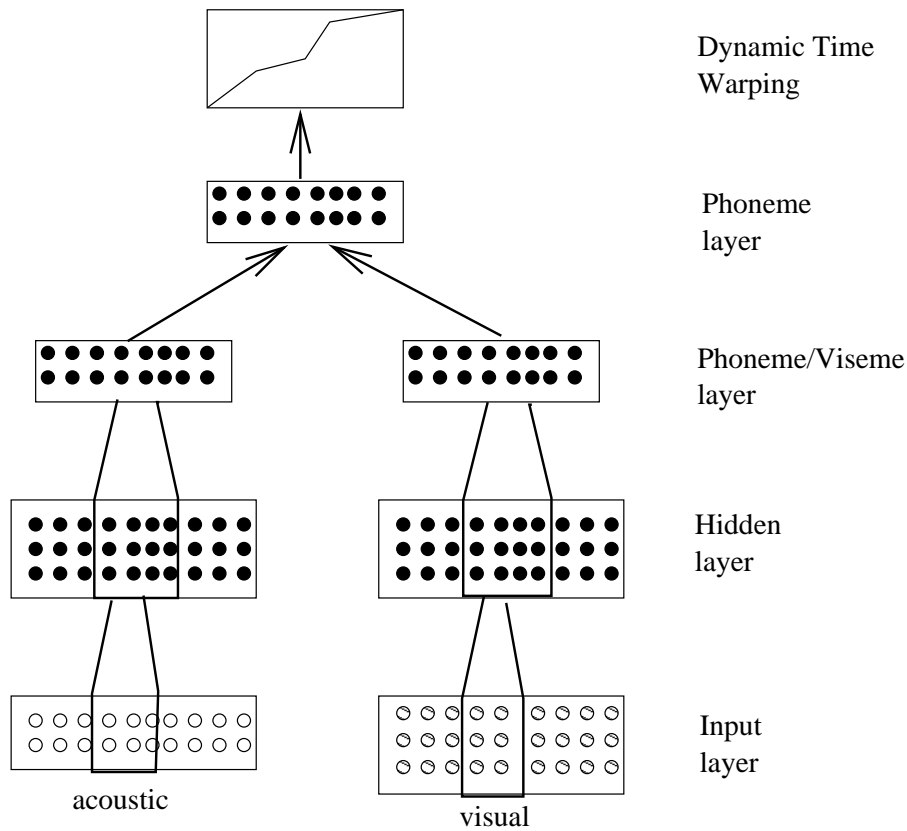 Dynamic Time
Warping
Phoneme
layer
Phoneme/Viseme
layer
Hidden
layer
Input
layer
acoustic
visual